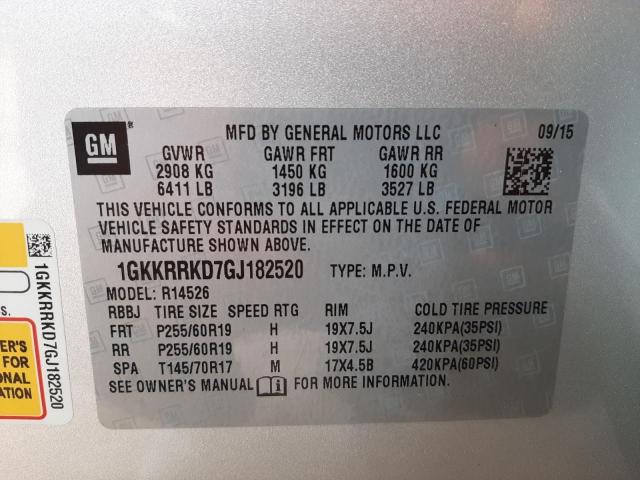 GM
MFD BY GENERAL MOTORS LLC 09/15
GVWR GAWR FRT GAWR RR
2908 KG 1450 KG 1600 KG
6411 LB 3196 LB 3527 LB
THIS VEHICLE CONFORMS TO ALL APPLICABLE U.S. FEDERAL MOTOR
VEHICLE SAFETY STANDARDS IN EFFECT ON THE DATE OF
MANUFACTURE SHOWN ABOVE.
1GKKRRKD7GJ182520 TYPE: M.P.V.
MODEL: R14526
RBBJ TIRE SIZE SPEED RTG RIM COLD TIRE PRESSURE
FRT P255/60R19 H 19X7.5J 240KPA(35PSI)
RR P255/60R19 H 19X7.5J 240KPA(35PSI)
SPA T145/70R17 M 17X4.5B 420KPA(60PSI)
SEE OWNER'S MANUAL FOR MORE INFORMATION.
1GKKRRKD7GJ182520
S.
ER'S
FOR
ONAL
ATION